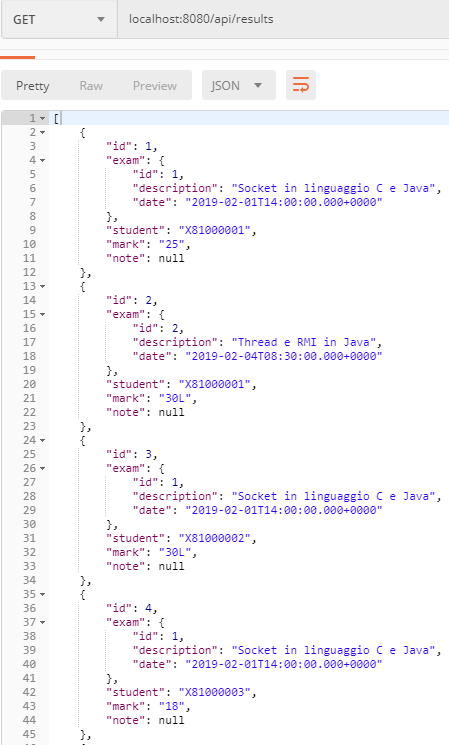 GET localhost:8080/api/results
Pretty Raw Preview JSON
1 [
2 {
3 "id": 1,
4 "exam": {
5 "id": 1,
6 "description": "Socket in linguaggio C e Java",
7 "date": "2019-02-01T14:00:00.000+0000"
8 },
9 "student": "X81000001",
10 "mark": "25",
11 "note": null
12 },
13 {
14 "id": 2,
15 "exam": {
16 "id": 2,
17 "description": "Thread e RMI in Java",
18 "date": "2019-02-04T08:30:00.000+0000"
19 },
20 "student": "X81000001",
21 "mark": "30L",
22 "note": null
23 },
24 {
25 "id": 3,
26 "exam": {
27 "id": 1,
28 "description": "Socket in linguaggio C e Java",
29 "date": "2019-02-01T14:00:00.000+0000"
30 },
31 "student": "X81000002",
32 "mark": "30L",
33 "note": null
34 },
35 {
36 "id": 4,
37 "exam": {
38 "id": 1,
39 "description": "Socket in linguaggio C e Java",
40 "date": "2019-02-01T14:00:00.000+0000"
41 },
42 "student": "X81000003",
43 "mark": "18",
44 "note": null
45 },